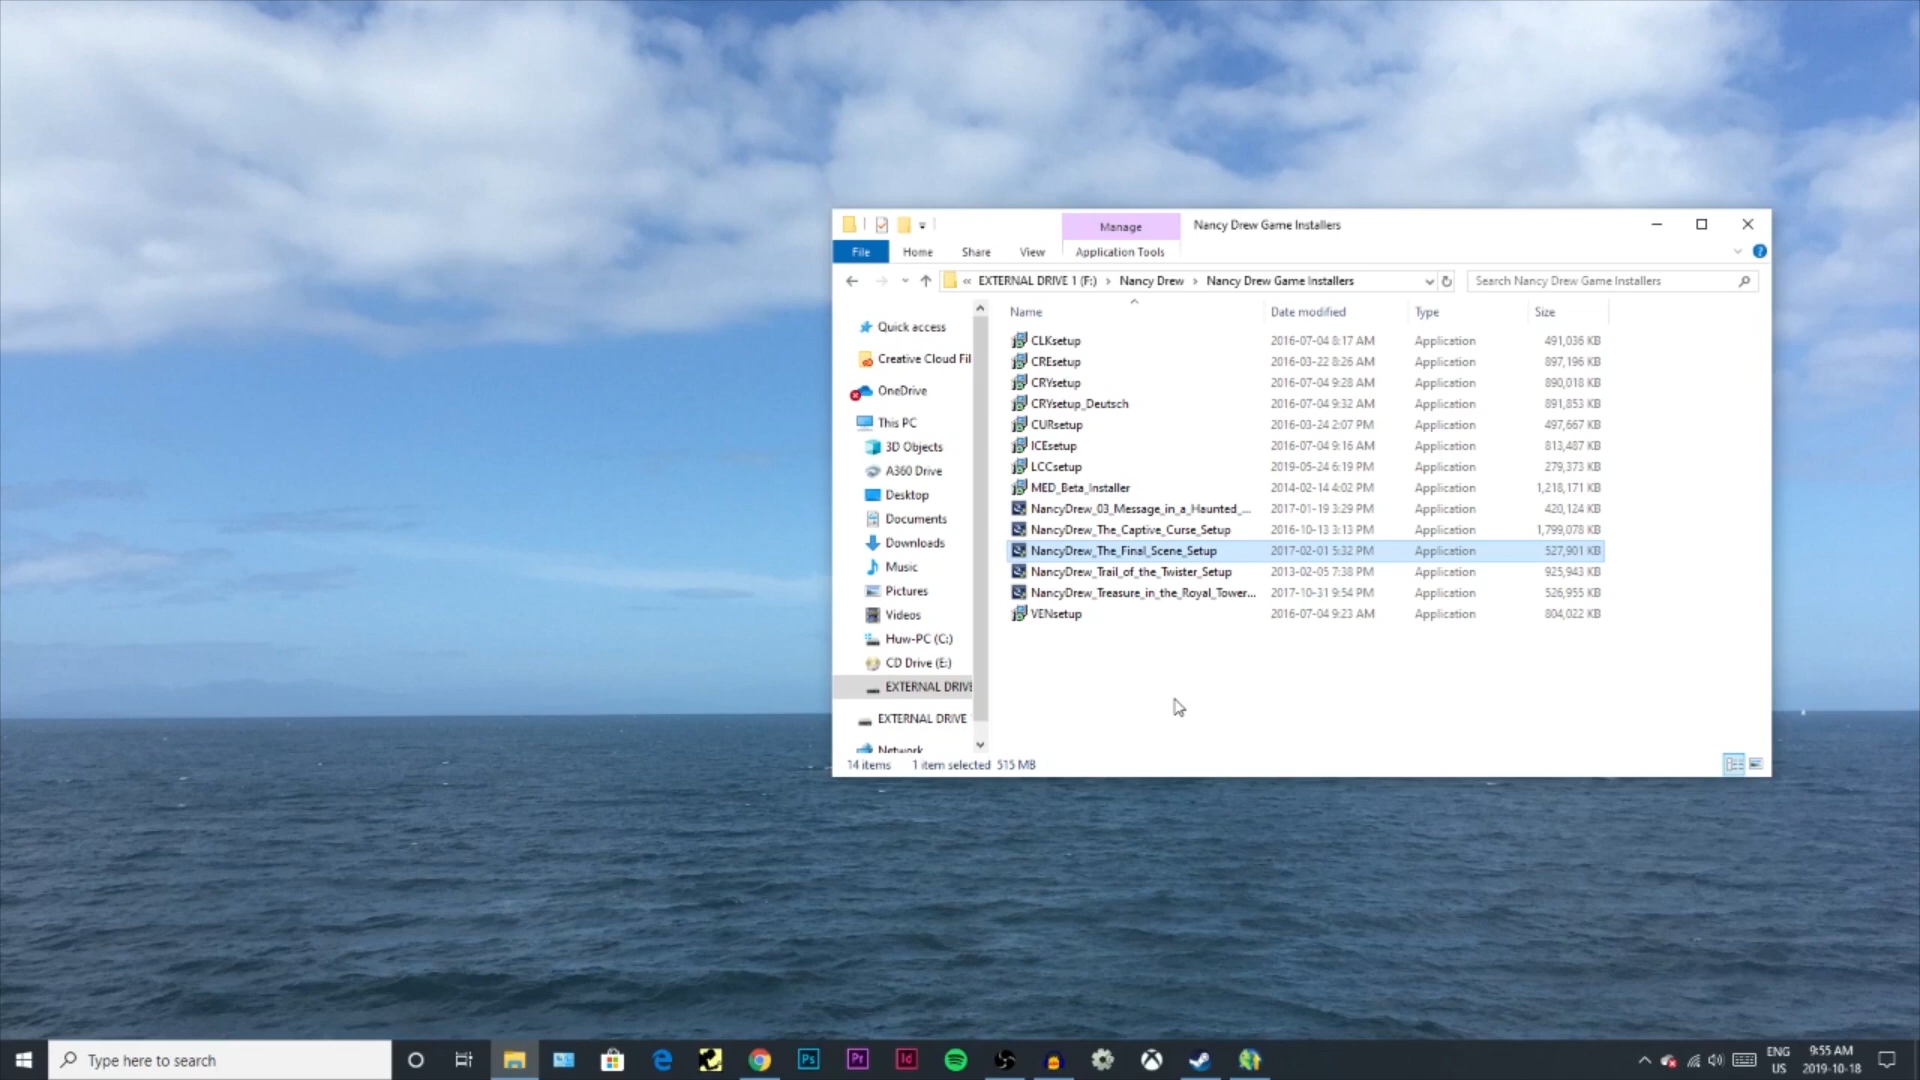 Manage
Nancy Drew Game Installers
File
Home
Share
View
Application Tools
« EXTERNAL DRIVE 1 (F:) > Nancy Drew > Nancy Drew Game Installers
Search Nancy Drew Game Installers
Name Date modified Type Size
Quick access
Creative Cloud Fil
OneDrive
This PC
3D Objects
A360 Drive
Desktop
Documents
Downloads
Music
Pictures
Videos
Huw-PC (C:)
CD Drive (E:)
EXTERNAL DRIVE
EXTERNAL DRIVE
Network
CLKsetup 2016-07-04 8:17 AM Application 491,036 KB
CREsetup 2016-03-22 8:26 AM Application 897,196 KB
CRYsetup 2016-07-04 9:28 AM Application 890,018 KB
CRYsetup_Deutsch 2016-07-04 9:32 AM Application 891,853 KB
CURsetup 2016-03-24 2:07 PM Application 497,667 KB
ICEsetup 2016-07-04 9:16 AM Application 813,487 KB
LCCsetup 2019-05-24 6:19 PM Application 279,373 KB
MED_Beta_Installer 2014-02-14 4:02 PM Application 1,218,171 KB
NancyDrew_03_Message_in_a_Haunted_... 2017-01-19 3:29 PM Application 420,124 KB
NancyDrew_The_Captive_Curse_Setup 2016-10-13 3:13 PM Application 1,799,078 KB
NancyDrew_The_Final_Scene_Setup 2017-02-01 5:32 PM Application 527,901 KB
NancyDrew_Trail_of_the_Twister_Setup 2013-02-05 7:38 PM Application 925,943 KB
NancyDrew_Treasure_in_the_Royal_Tower... 2017-10-31 9:54 PM Application 526,955 KB
VENsetup 2016-07-04 9:23 AM Application 804,022 KB
14 items 1 item selected 515 MB
Type here to search
Ps
Pr
Id
ENG
US
9:55 AM
2019-10-18